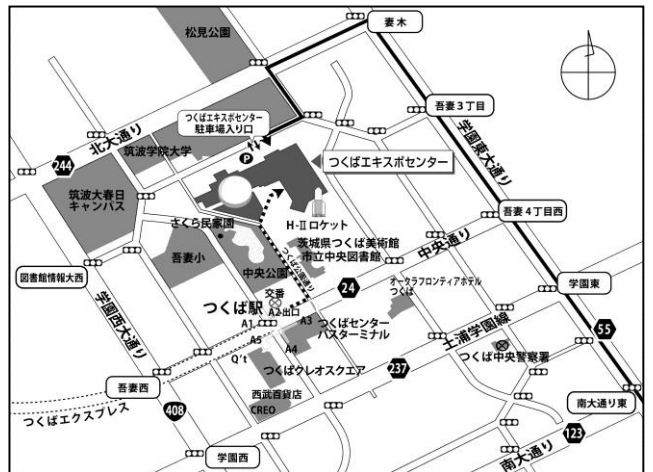 松見公園
妻木
つくばエキスポセンター
駐車場入り口
吾妻3丁目
244
北大通り
筑波学院大学
P
学園東大通り
つくばエキスポセンター
筑波大春日
キャンパス
さくら民家園
H-Ⅱロケット
吾妻4丁目西
茨城県つくば美術館
市立中央図書館
中央通り
吾妻小
中央公園
つくば公園通り
図書館情報大西
学園西大通り
交番
つくば駅
A2出口
24
オークラフロンティアホテル
つくば
学園東
A1
A3
つくばセンター
バスターミナル
土浦学園線
55
A5
A4
Q't
つくばクレオスクエア
237
つくば中央警察署
吾妻西
つくばエクスプレス
408
西武百貨店
CREO
南大通り東
学園西
南大通り
123